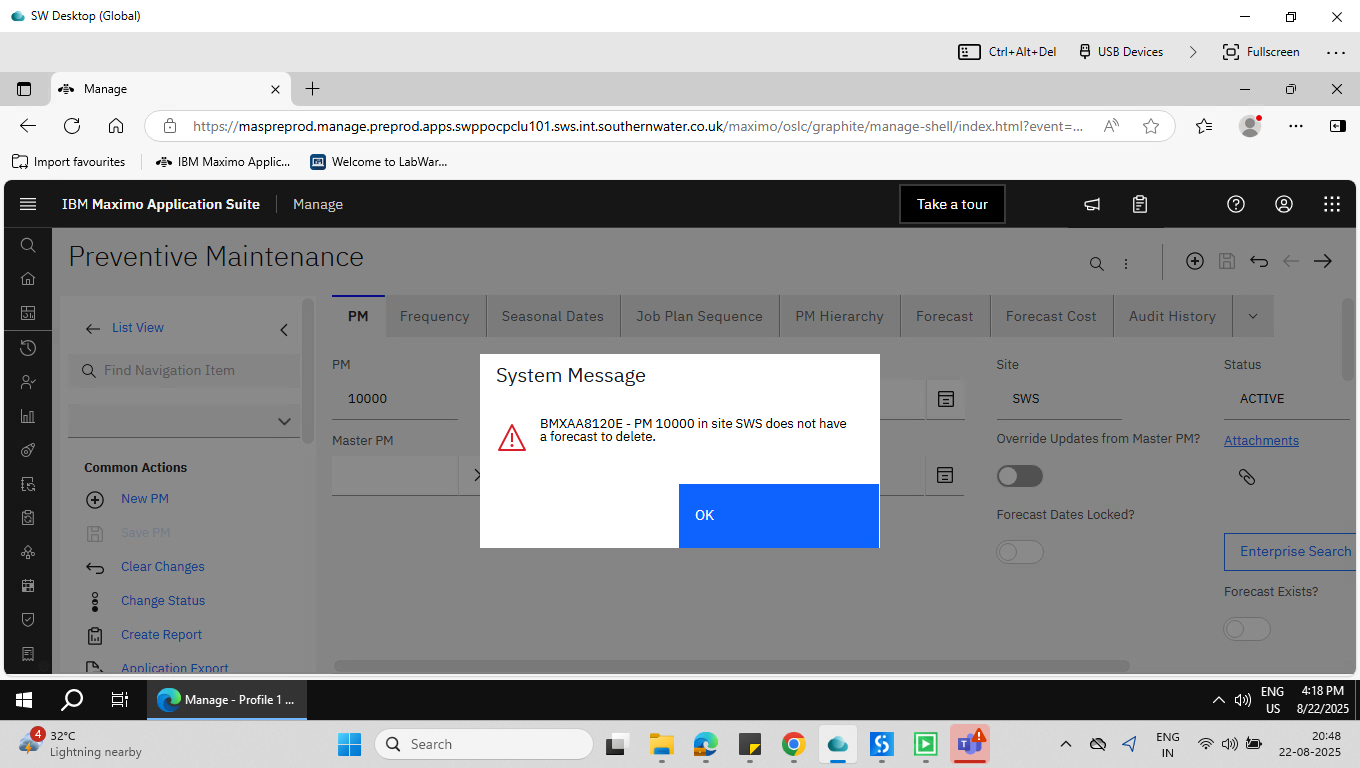 SW Desktop (Global)
Ctrl+Alt+Del
USB Devices
Fullscreen
Manage
https://maspreprod.manage.preprod.apps.swppocpclu101.sws.int.southernwater.co.uk/maximo/oslc/graphite/manage-shell/index.html?event=...
Import favourites
IBM Maximo Applic...
Welcome to LabWar...
IBM Maximo Application Suite
Manage
Take a tour
Preventive Maintenance
List View
Find Navigation Item
Common Actions
New PM
Save PM
Clear Changes
Change Status
Create Report
Application Export
PM
Frequency
Seasonal Dates
Job Plan Sequence
PM Hierarchy
Forecast
Forecast Cost
Audit History
PM
10000
Master PM
Site
SWS
Override Updates from Master PM?
Forecast Dates Locked?
Status
ACTIVE
Attachments
Enterprise Search
Forecast Exists?
System Message
BMXAA8120E - PM 10000 in site SWS does not have
a forecast to delete.
OK
Manage - Profile 1 ...
ENG
US
4:18 PM
8/22/2025
4
32°C
Lightning nearby
Search
ENG
IN
20:48
22-08-2025